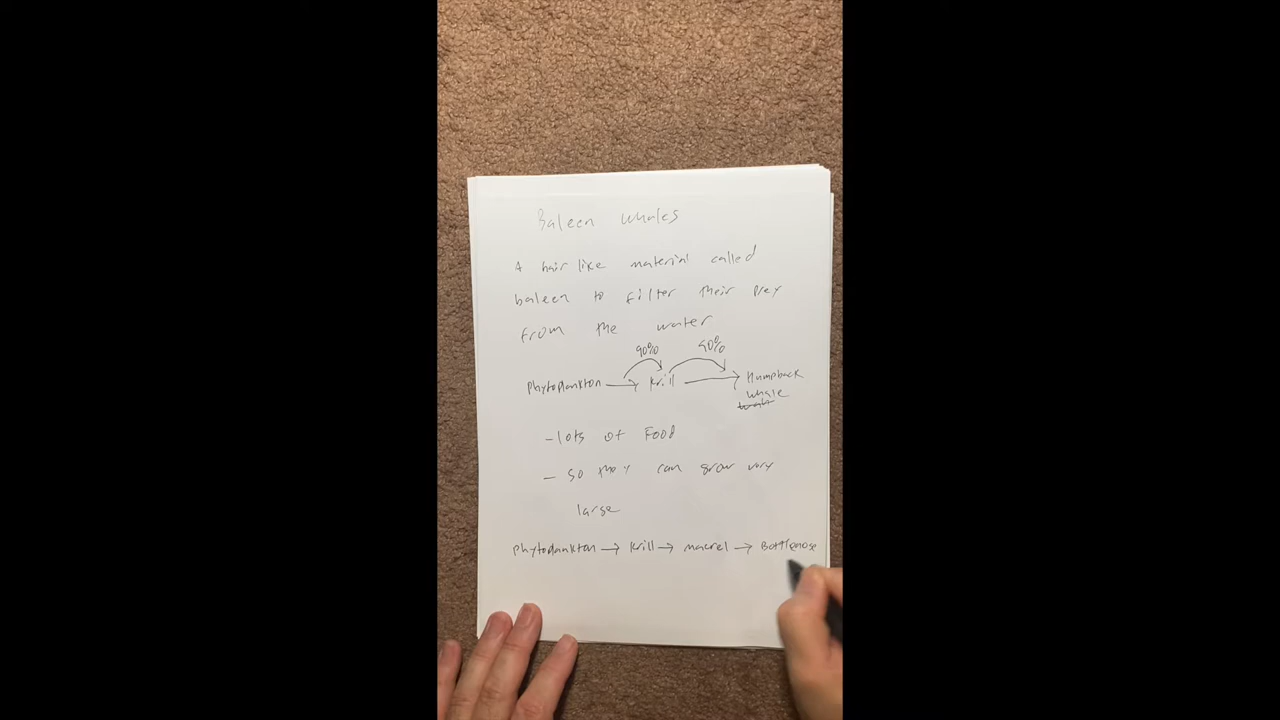 Baleen whales
A hair like material called
baleen to filter their prey
from the water
90% 90%
phytoplankton → krill → Humpback
whale
- lots of Food
- so they can grow very
large
phytoplankton → krill → macrel → Bottlenose